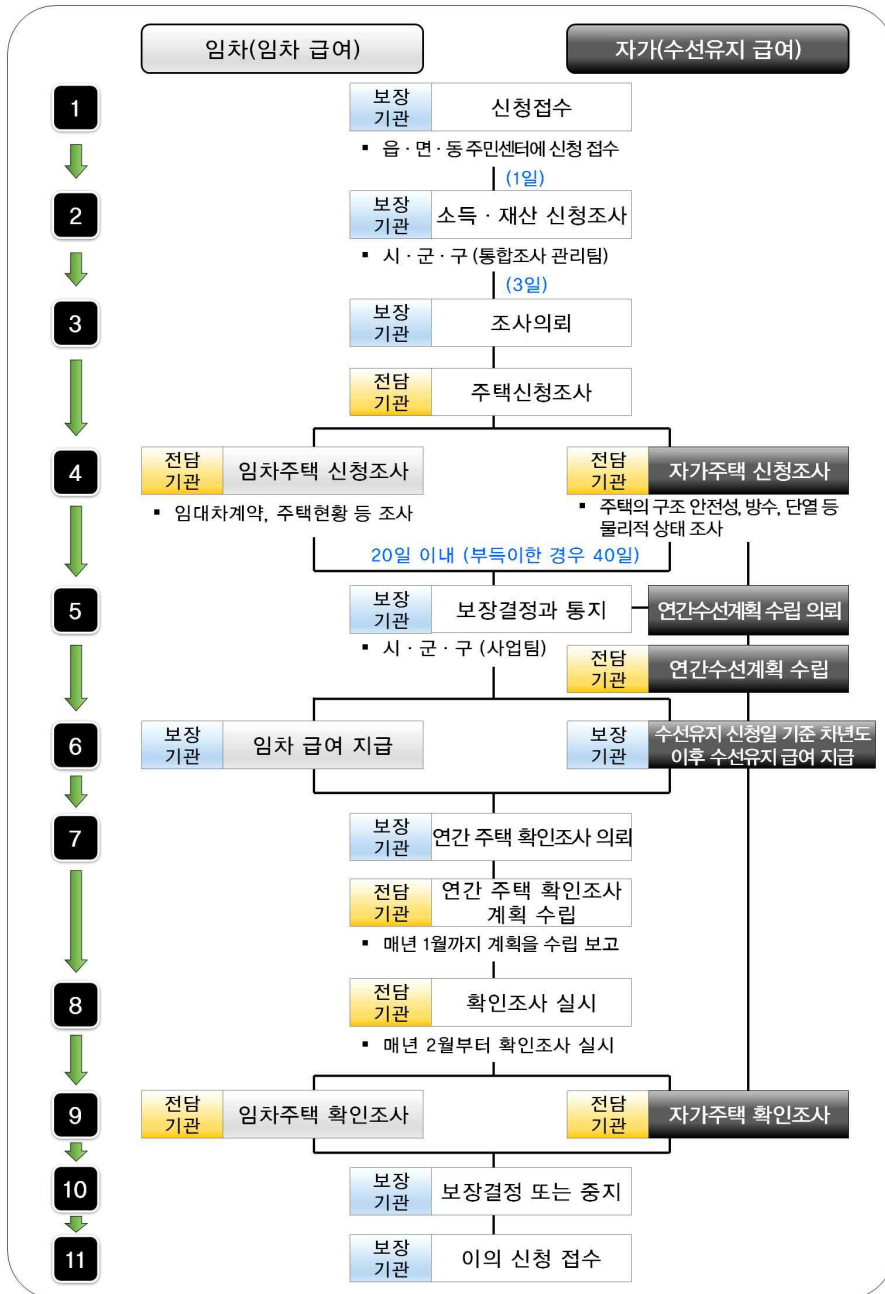 임차(임차 급여)
자가(수선유지 급여)
1
보장
기관
신청접수
▪ 읍 · 면 · 동 주민센터에 신청 접수
(1일)
2
보장
기관
소득 · 재산 신청조사
▪ 시 · 군 · 구 (통합조사 관리팀)
(3일)
3
보장
기관
조사의뢰
전담
기관
주택신청조사
4
전담
기관
임차주택 신청조사
▪ 임대차계약, 주택현황 등 조사
전담
기관
자가주택 신청조사
▪ 주택의 구조 안전성, 방수, 단열 등
물리적 상태 조사
20일 이내 (부득이한 경우 40일)
5
보장
기관
보장결정과 통지
연간수선계획 수립 의뢰
▪ 시 · 군 · 구 (사업팀)
전담
기관
연간수선계획 수립
6
보장
기관
임차 급여 지급
보장
기관
수선유지 신청일 기준 차년도
이후 수선유지 급여 지급
7
보장
기관
연간 주택 확인조사 의뢰
전담
기관
연간 주택 확인조사
계획 수립
▪ 매년 1월까지 계획을 수립 보고
8
전담
기관
확인조사 실시
▪ 매년 2월부터 확인조사 실시
9
전담
기관
임차주택 확인조사
전담
기관
자가주택 확인조사
10
보장
기관
보장결정 또는 중지
11
보장
기관
이의 신청 접수